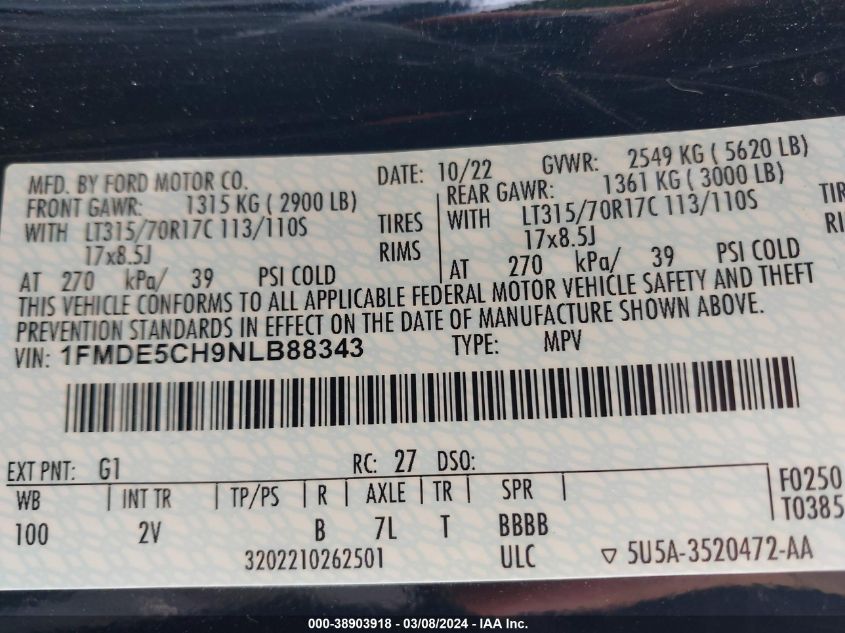 MFD. BY FORD MOTOR CO. DATE: 10/22 GVWR: 2549 KG ( 5620 LB)
FRONT GAWR: 1315 KG ( 2900 LB) REAR GAWR: 1361 KG ( 3000 LB)
WITH LT315/70R17C 113/110S TIRES WITH LT315/70R17C 113/110S TIR
17x8.5J RIMS 17x8.5J RI
AT 270 kPa/ 39 PSI COLD AT 270 kPa/ 39 PSI COLD
THIS VEHICLE CONFORMS TO ALL APPLICABLE FEDERAL MOTOR VEHICLE SAFETY AND THEFT
PREVENTION STANDARDS IN EFFECT ON THE DATE OF MANUFACTURE SHOWN ABOVE.
VIN: 1FMDE5CH9NLB88343 TYPE: MPV
EXT PNT: G1 RC: 27 DSO:
WB INT TR TP/PS R AXLE TR SPR F0250
100 2V B 7L T BBBB T0385
3202210262501 ULC ▽ 5U5A-3520472-AA
000-38903918 - 03/08/2024 - IAA Inc.